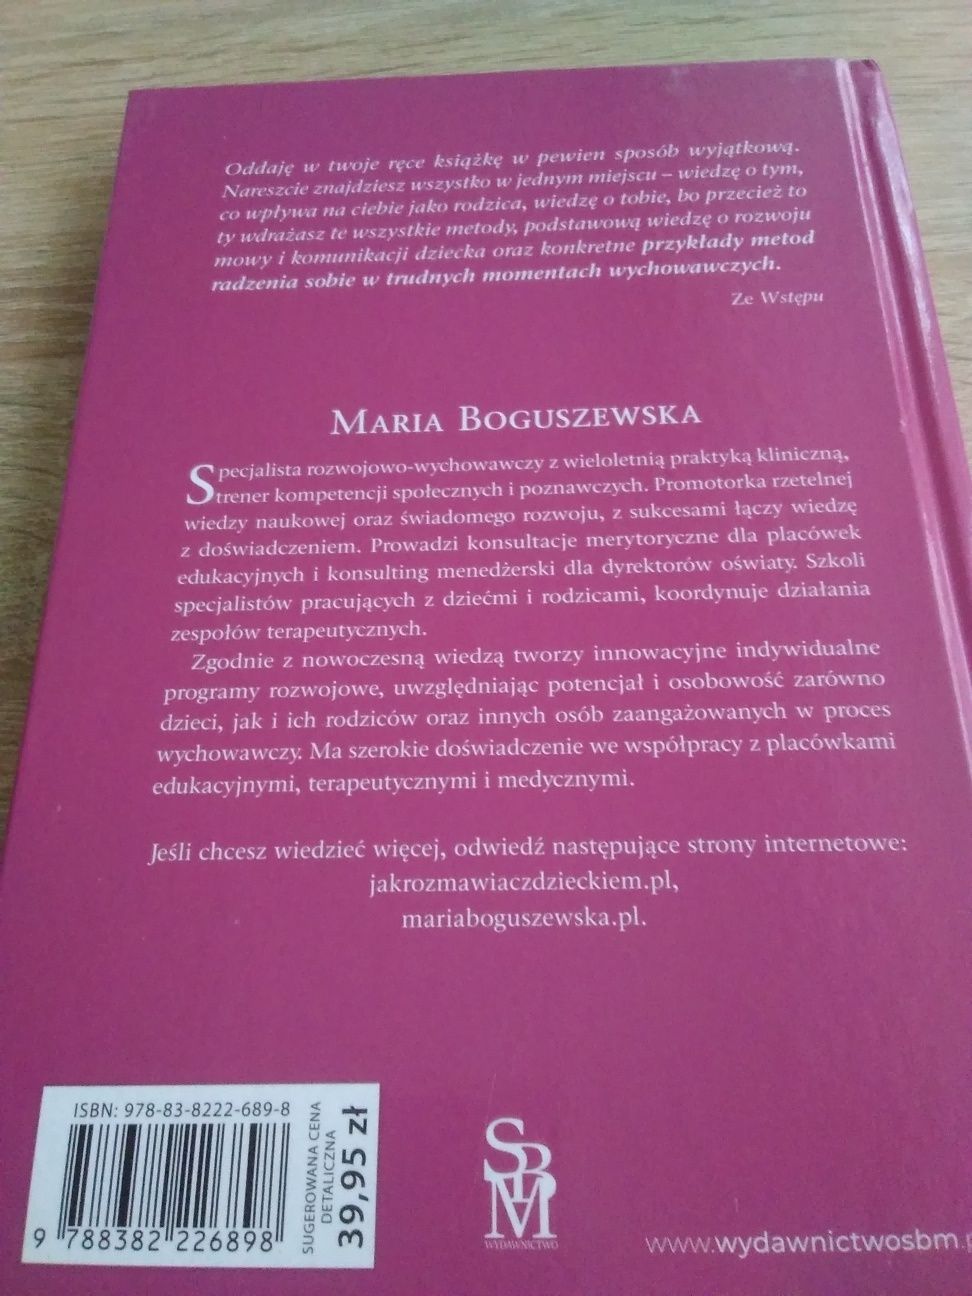 Oddaję w twoje ręce książkę w pewien sposób wyjątkową.
Nareszcie znajdziesz wszystko w jednym miejscu – wiedzę o tym,
co wpływa na ciebie jako rodzica, wiedzę o tobie, bo przecież to
ty wdrażasz te wszystkie metody, podstawową wiedzę o rozwoju
mowy i komunikacji dziecka oraz konkretne przykłady metod
radzenia sobie w trudnych momentach wychowawczych.
Ze Wstępu
MARIA BOGUSZEWSKA
Specjalista rozwojowo-wychowawczy z wieloletnią praktyką kliniczną,
trener kompetencji społecznych i poznawczych. Promotorka rzetelnej
wiedzy naukowej oraz świadomego rozwoju, z sukcesami łączy wiedzę
z doświadczeniem. Prowadzi konsultacje merytoryczne dla placówek
edukacyjnych i konsulting menedżerski dla dyrektorów oświaty. Szkoli
specjalistów pracujących z dziećmi i rodzicami, koordynuje działania
zespołów terapeutycznych.
Zgodnie z nowoczesną wiedzą tworzy innowacyjne indywidualne
programy rozwojowe, uwzględniając potencjał i osobowość zarówno
dzieci, jak i ich rodziców oraz innych osób zaangażowanych w proces
wychowawczy. Ma szerokie doświadczenie we współpracy z placówkami
edukacyjnymi, terapeutycznymi i medycznymi.
Jeśli chcesz wiedzieć więcej, odwiedź następujące strony internetowe:
jakrozmawiaczdzieckiem.pl,
mariaboguszewska.pl.
ISBN: 978-83-8222-689-8
9 788382 226898
SUGEROWANA CENA
DETALICZNA
39,95 zł
SBM
WYDAWNICTWO
www.wydawnictwosbm.p